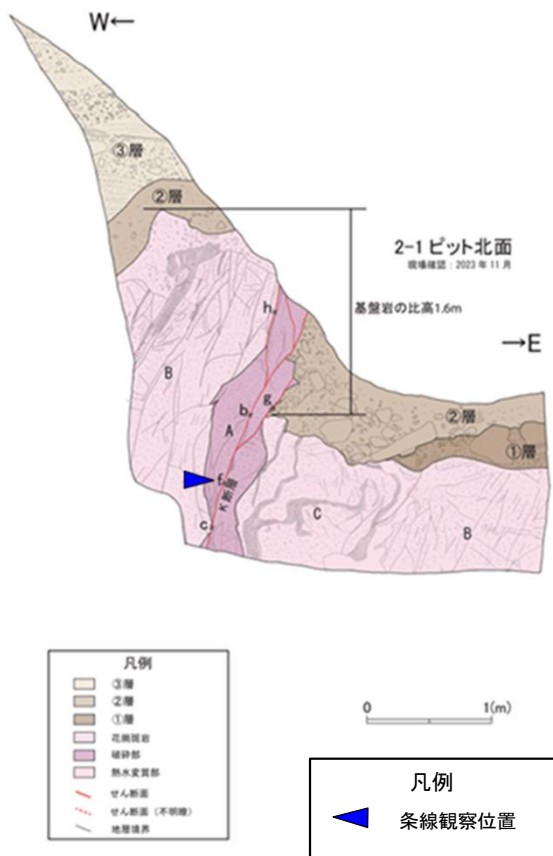 W←
③層
②層
2-1 ピット北面
現場確認：2023 年 11 月
基盤岩の比高1.6m
→E
h
B
g
b
A
②層
①層
f
K断層
C
c
B
凡例
③層
②層
①層
花崗斑岩
破砕部
熱水変質部
せん断面
せん断面（不明瞭）
地層境界
0 1(m)
凡例
条線観察位置